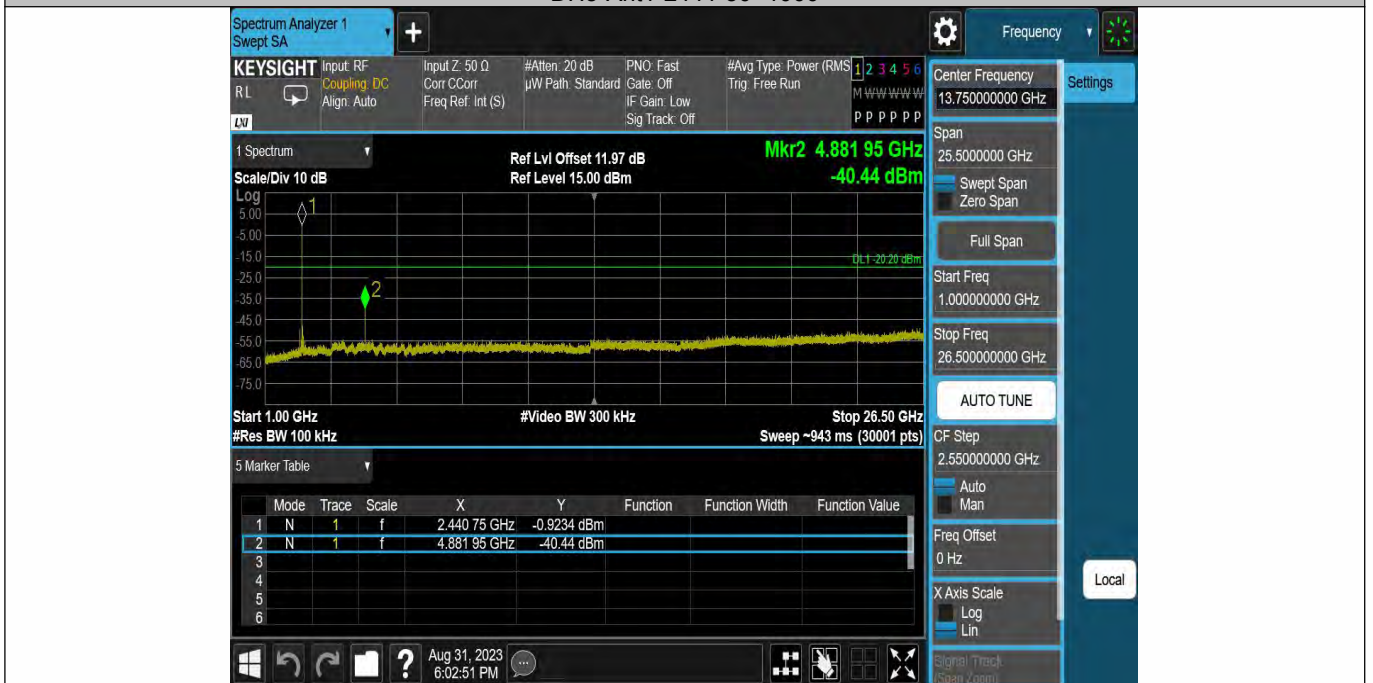 Spectrum Analyzer 1
Swept SA
+
Frequency
KEYSIGHT
RL
LXI
Input: RF
Coupling: DC
Align: Auto
Input Z: 50 Ω
Corr CCorr
Freq Ref: Int (S)
#Atten: 20 dB
µW Path: Standard
PNO: Fast
Gate: Off
IF Gain: Low
Sig Track: Off
#Avg Type: Power (RMS
Trig: Free Run
1 2 3 4 5 6
M W W W W W
P P P P P P
Center Frequency
13.750000000 GHz
Settings
Span
25.5000000 GHz
Swept Span
Zero Span
Full Span
Start Freq
1.000000000 GHz
Stop Freq
26.500000000 GHz
AUTO TUNE
CF Step
2.550000000 GHz
Auto
Man
Freq Offset
0 Hz
X Axis Scale
Log
Lin
Signal Track
(Span Zoom)
Local
1 Spectrum
Scale/Div 10 dB
Ref Lvl Offset 11.97 dB
Ref Level 15.00 dBm
Mkr2 4.881 95 GHz
-40.44 dBm
Log
5.00
-5.00
-15.0
-25.0
-35.0
-45.0
-55.0
-65.0
-75.0
1
2
DL1 -20.20 dBm
Start 1.00 GHz
#Video BW 300 kHz
Stop 26.50 GHz
#Res BW 100 kHz
Sweep ~943 ms (30001 pts)
5 Marker Table
Mode Trace Scale X Y Function Function Width Function Value
1 N 1 f 2.440 75 GHz -0.9234 dBm
2 N 1 f 4.881 95 GHz -40.44 dBm
3
4
5
6
?
Aug 31, 2023
6:02:51 PM